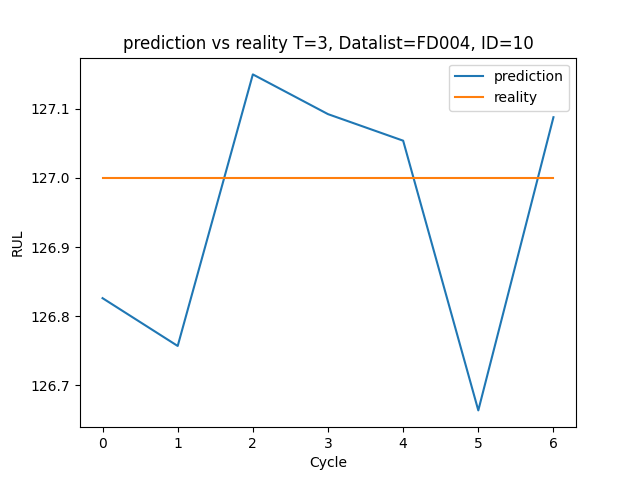 prediction vs reality T=3, Datalist=FD004, ID=10
prediction
reality
127.1
127.0
126.9
126.8
126.7
RUL
0 1 2 3 4 5 6
Cycle